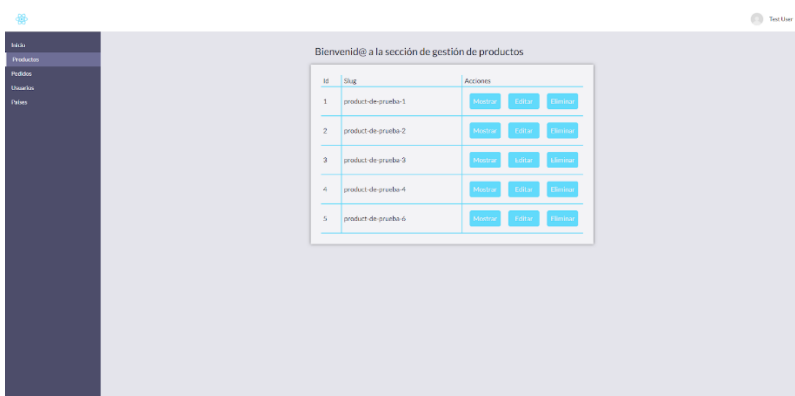 Test User
Inicio
Productos
Pedidos
Usuarios
Países
Bienvenid@ a la sección de gestión de productos
Id Slug Acciones
1 product-de-prueba-1 Mostrar Editar Eliminar
2 product-de-prueba-2 Mostrar Editar Eliminar
3 product-de-prueba-3 Mostrar Editar Eliminar
4 product-de-prueba-4 Mostrar Editar Eliminar
5 product-de-prueba-6 Mostrar Editar Eliminar